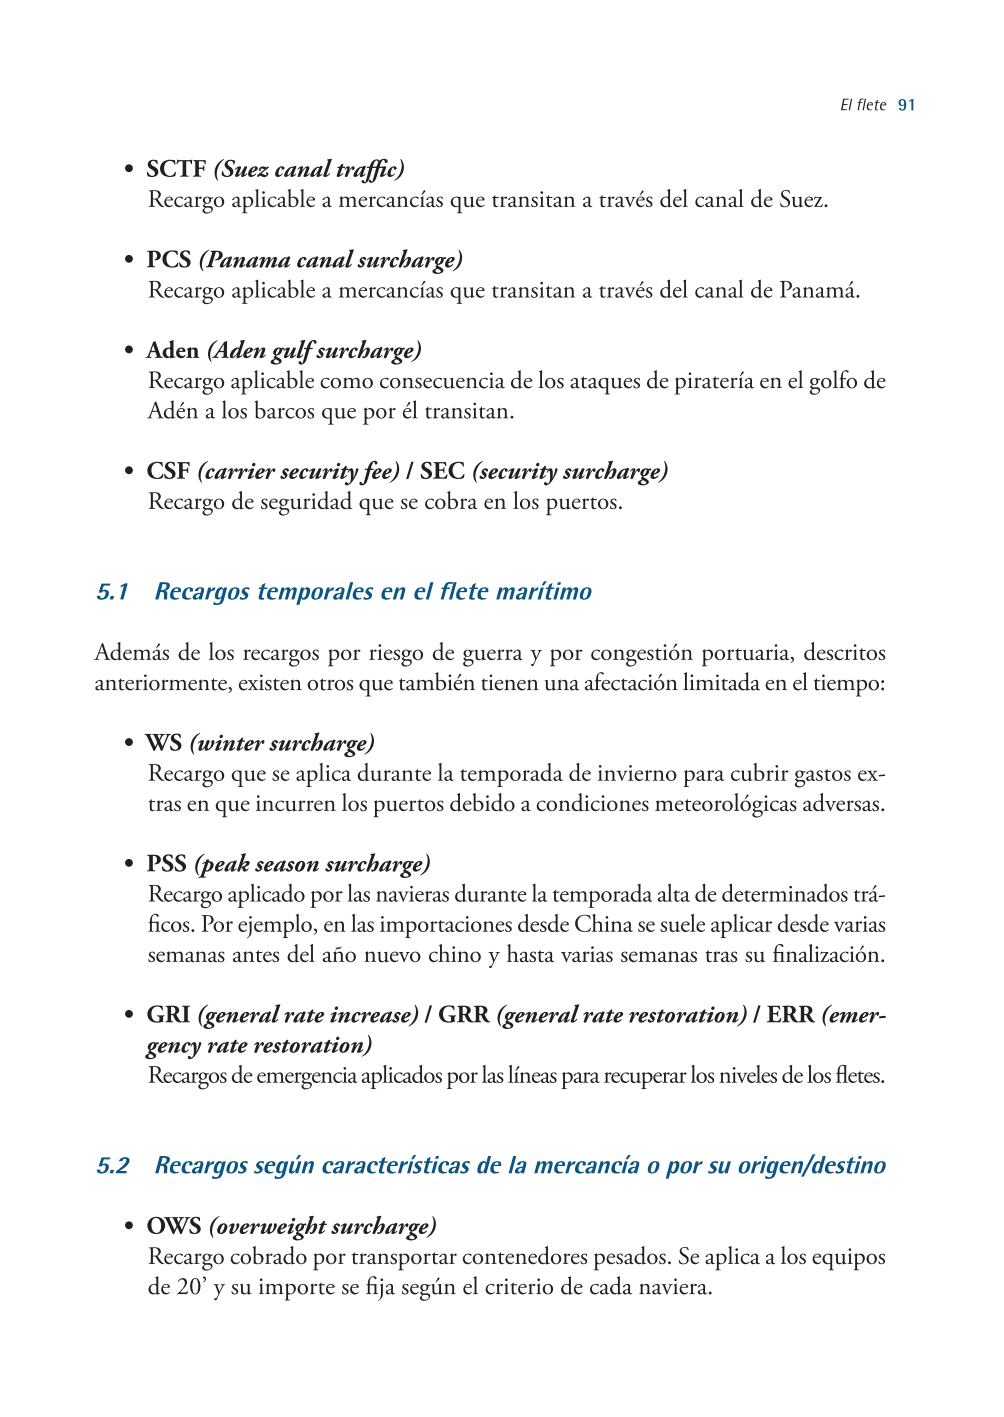 El flete 91
• SCTF (Suez canal traffic)
Recargo aplicable a mercancías que transitan a través del canal de Suez.
• PCS (Panama canal surcharge)
Recargo aplicable a mercancías que transitan a través del canal de Panamá.
• Aden (Aden gulf surcharge)
Recargo aplicable como consecuencia de los ataques de piratería en el golfo de
Adén a los barcos que por él transitan.
• CSF (carrier security fee) / SEC (security surcharge)
Recargo de seguridad que se cobra en los puertos.
5.1 Recargos temporales en el flete marítimo
Además de los recargos por riesgo de guerra y por congestión portuaria, descritos
anteriormente, existen otros que también tienen una afectación limitada en el tiempo:
• WS (winter surcharge)
Recargo que se aplica durante la temporada de invierno para cubrir gastos ex-
tras en que incurren los puertos debido a condiciones meteorológicas adversas.
• PSS (peak season surcharge)
Recargo aplicado por las navieras durante la temporada alta de determinados trá-
ficos. Por ejemplo, en las importaciones desde China se suele aplicar desde varias
semanas antes del año nuevo chino y hasta varias semanas tras su finalización.
• GRI (general rate increase) / GRR (general rate restoration) / ERR (emer-
gency rate restoration)
Recargos de emergencia aplicados por las líneas para recuperar los niveles de los fletes.
5.2 Recargos según características de la mercancía o por su origen/destino
• OWS (overweight surcharge)
Recargo cobrado por transportar contenedores pesados. Se aplica a los equipos
de 20’ y su importe se fija según el criterio de cada naviera.